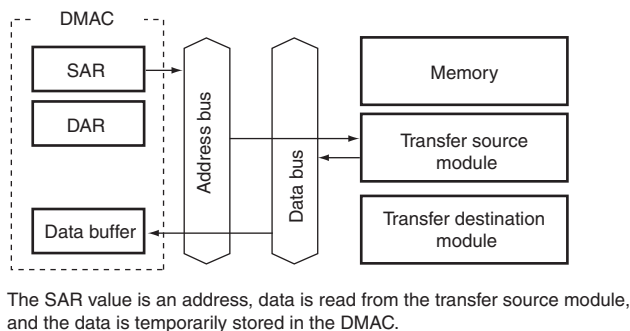 DMAC
SAR
DAR
Data buffer
Address bus
Data bus
Memory
Transfer source
module
Transfer destination
module
The SAR value is an address, data is read from the transfer source module,
and the data is temporarily stored in the DMAC.